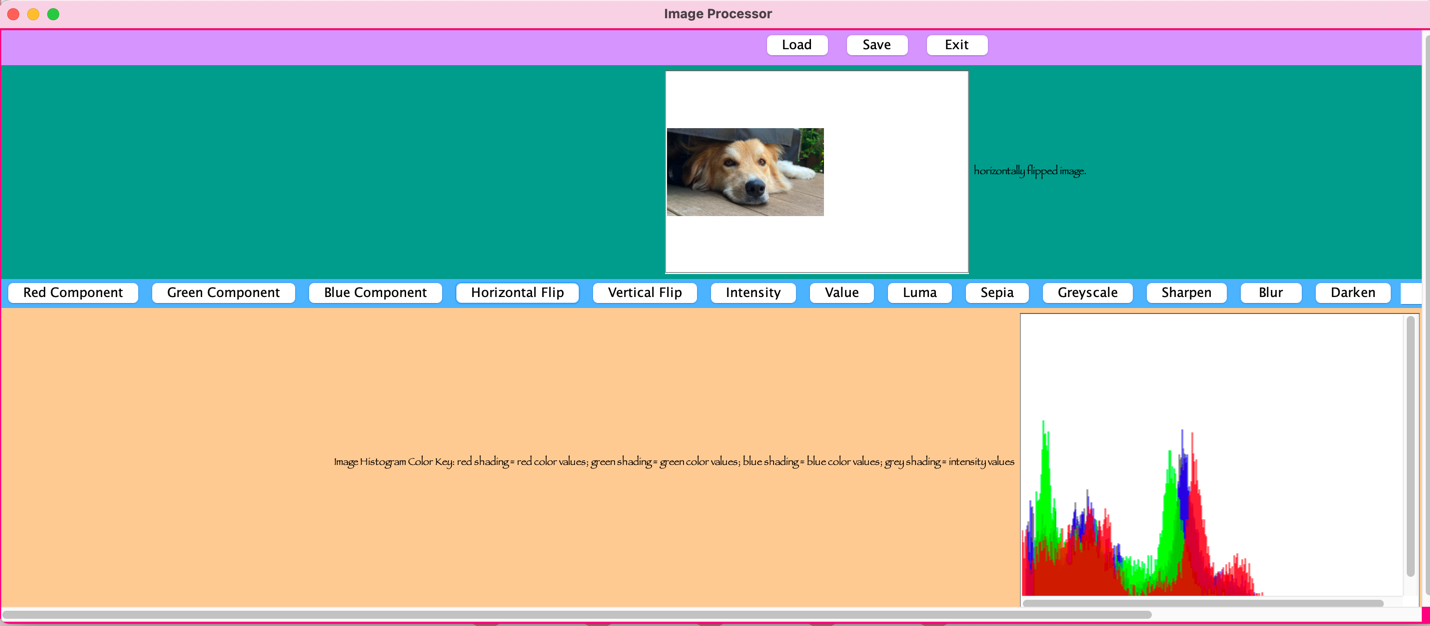 Image Processor
Load Save Exit
horizontally flipped image.
Red Component Green Component Blue Component Horizontal Flip Vertical Flip Intensity Value Luma Sepia Greyscale Sharpen Blur Darken
Image Histogram Color Key: red shading = red color values; green shading = green color values; blue shading = blue color values; grey shading = intensity values